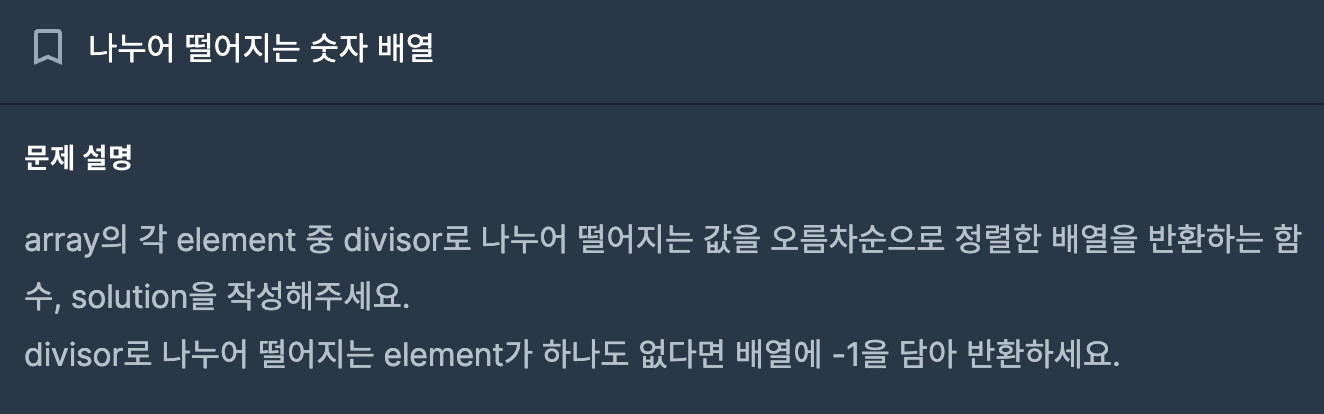 나누어 떨어지는 숫자 배열
문제 설명
array의 각 element 중 divisor로 나누어 떨어지는 값을 오름차순으로 정렬한 배열을 반환하는 함
수, solution을 작성해주세요.
divisor로 나누어 떨어지는 element가 하나도 없다면 배열에 -1을 담아 반환하세요.